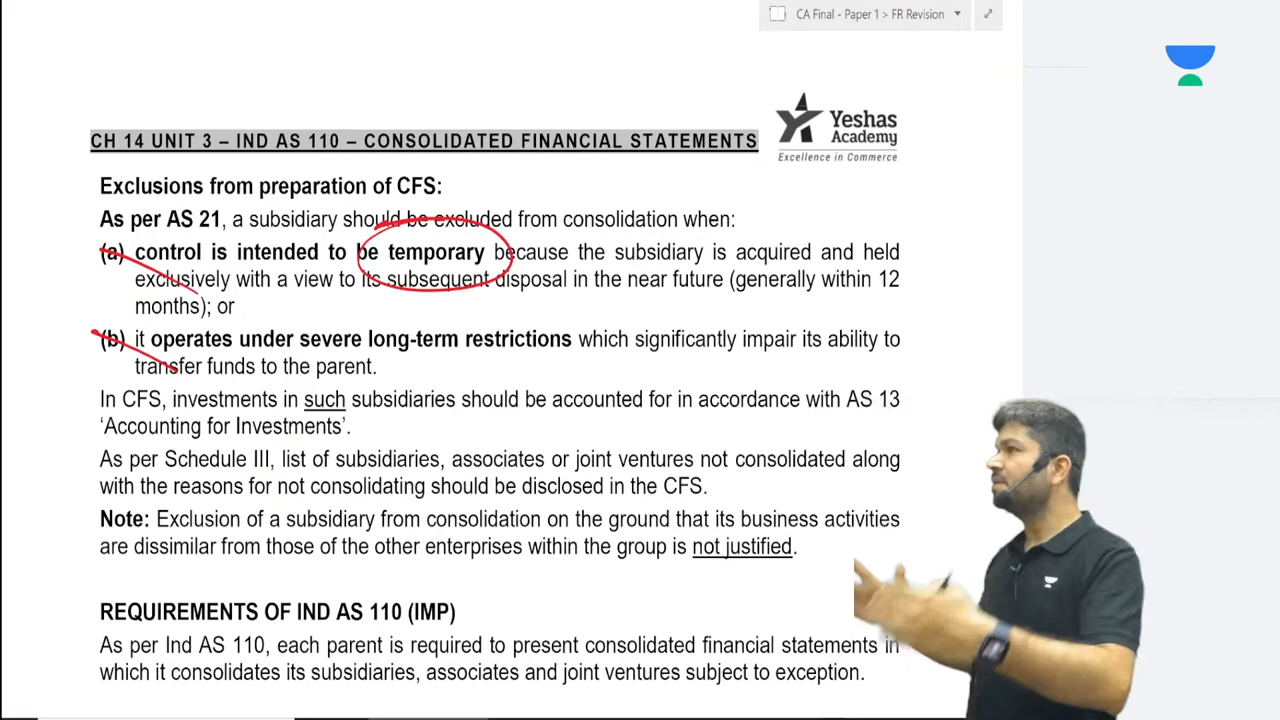 CA Final - Paper 1 > FR Revision
Yeshas
Academy
Excellence in Commerce
CH 14 UNIT 3 – IND AS 110 – CONSOLIDATED FINANCIAL STATEMENTS
Exclusions from preparation of CFS:
As per AS 21, a subsidiary should be excluded from consolidation when:
(a) control is intended to be temporary because the subsidiary is acquired and held
exclusively with a view to its subsequent disposal in the near future (generally within 12
months); or
(b) it operates under severe long-term restrictions which significantly impair its ability to
transfer funds to the parent.
In CFS, investments in such subsidiaries should be accounted for in accordance with AS 13
‘Accounting for Investments’.
As per Schedule III, list of subsidiaries, associates or joint ventures not consolidated along
with the reasons for not consolidating should be disclosed in the CFS.
Note: Exclusion of a subsidiary from consolidation on the ground that its business activities
are dissimilar from those of the other enterprises within the group is not justified.
REQUIREMENTS OF IND AS 110 (IMP)
As per Ind AS 110, each parent is required to present consolidated financial statements in
which it consolidates its subsidiaries, associates and joint ventures subject to exception.